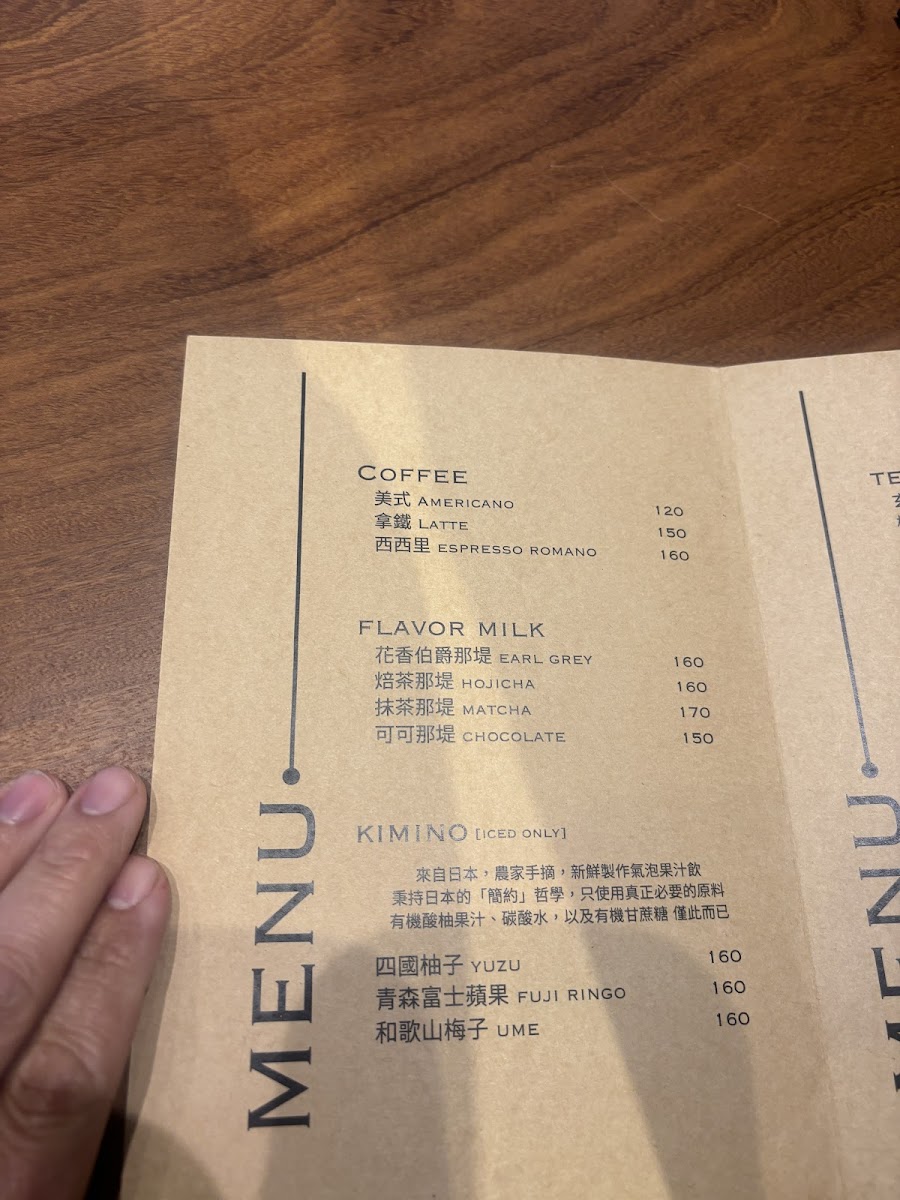 MENU
COFFEE
美式 AMERICANO 120
拿鐵 LATTE 150
西西里 ESPRESSO ROMANO 160
FLAVOR MILK
花香伯爵那堤 EARL GREY 160
焙茶那堤 HOJICHA 160
抹茶那堤 MATCHA 170
可可那堤 CHOCOLATE 150
KIMINO [ICED ONLY]
來自日本，農家手摘，新鮮製作氣泡果汁飲
秉持日本的「簡約」哲學，只使用真正必要的原料
有機酸柚果汁、碳酸水，以及有機甘蔗糖 僅此而已
四國柚子 YUZU 160
青森富士蘋果 FUJI RINGO 160
和歌山梅子 UME 160
TE
MENU